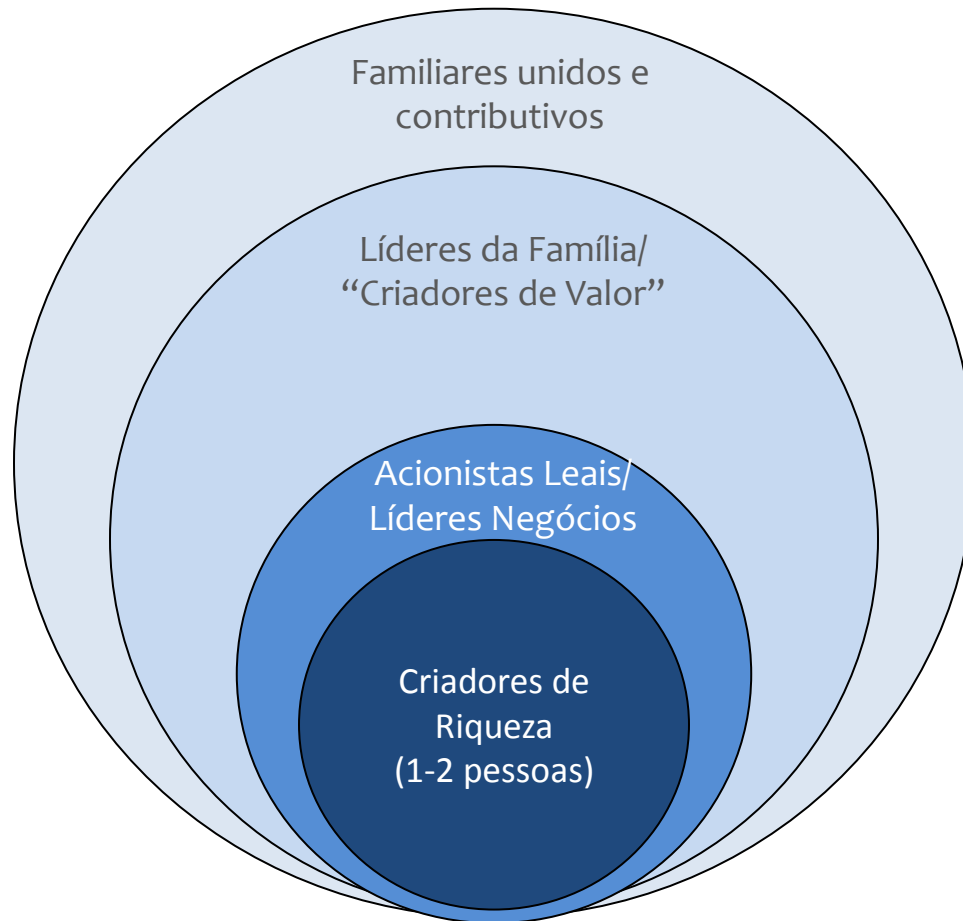 Familiares unidos e
contributivos
Líderes da Família/
“Criadores de Valor”
Acionistas Leais/
Líderes Negócios
Criadores de
Riqueza
(1-2 pessoas)